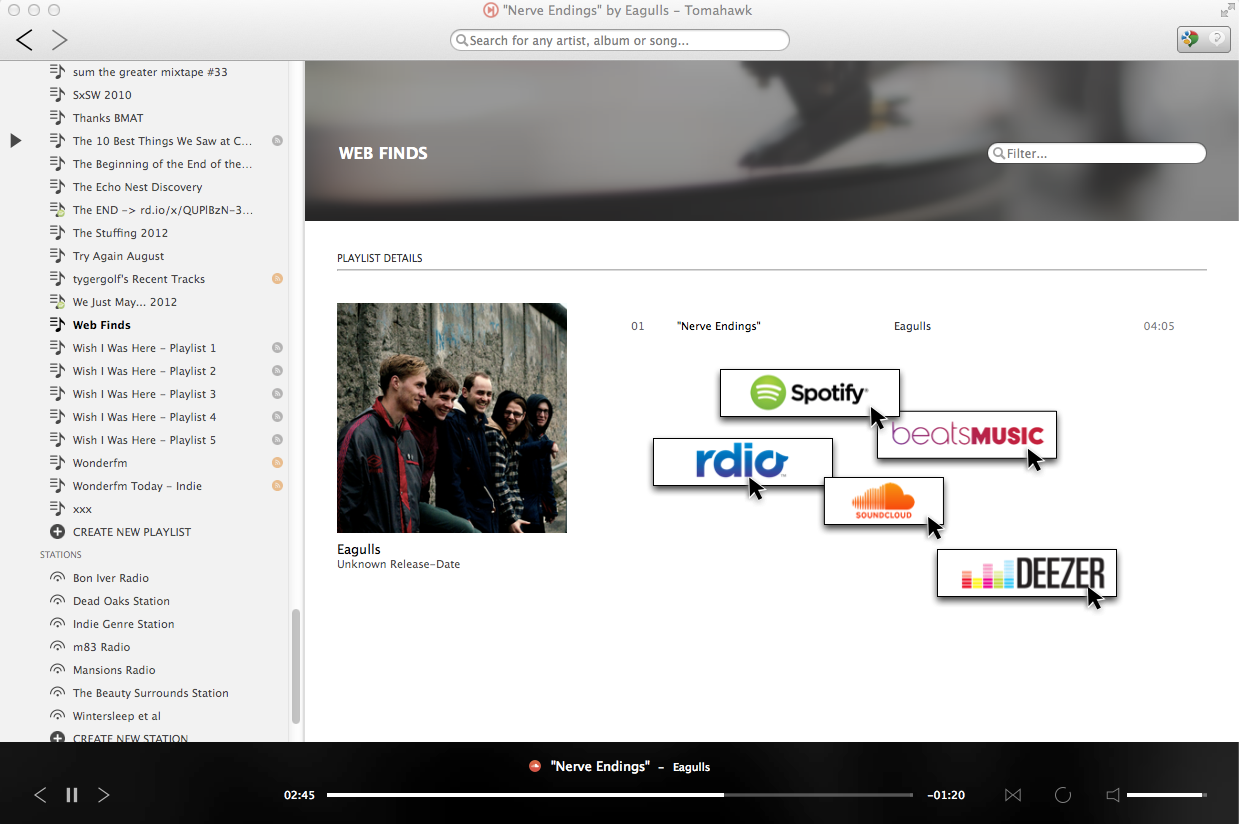 "Nerve Endings" by Eagulls – Tomahawk
Search for any artist, album or song...
sum the greater mixtape #33
SxSW 2010
Thanks BMAT
The 10 Best Things We Saw at C...
The Beginning of the End of the...
The Echo Nest Discovery
The END -> rd.io/x/QUPlBzN-3...
The Stuffing 2012
Try Again August
tygergolf's Recent Tracks
We Just May... 2012
Web Finds
Wish I Was Here – Playlist 1
Wish I Was Here – Playlist 2
Wish I Was Here – Playlist 3
Wish I Was Here – Playlist 4
Wish I Was Here – Playlist 5
Wonderfm
Wonderfm Today – Indie
xxx
CREATE NEW PLAYLIST
STATIONS
Bon Iver Radio
Dead Oaks Station
Indie Genre Station
m83 Radio
Mansions Radio
The Beauty Surrounds Station
Wintersleep et al
CREATE NEW STATION
WEB FINDS
Filter...
PLAYLIST DETAILS
01 "Nerve Endings" Eagulls 04:05
Spotify
beatsMUSIC
rdio
SOUNDCLOUD
DEEZER
Eagulls
Unknown Release-Date
"Nerve Endings" – Eagulls
02:45 -01:20